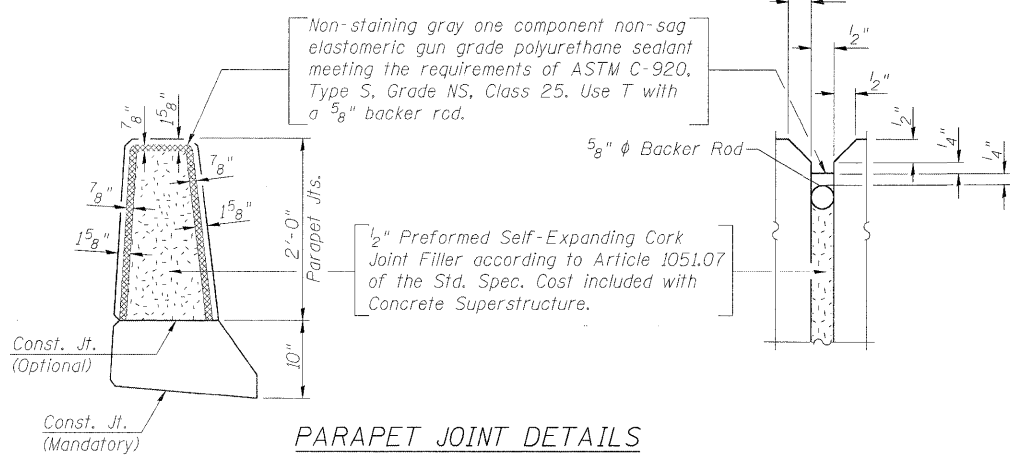 Non-staining gray one component non-sag
elastomeric gun grade polyurethane sealant
meeting the requirements of ASTM C-920,
Type S, Grade NS, Class 25. Use T with
a 5/8" backer rod.
1/2"
1/2"
1/2"
1/4"
1/4"
5/8" φ Backer Rod
7/8"
1 5/8"
7/8"
7/8"
1 5/8"
1 5/8"
2'-0"
Parapet Jts.
1/2" Preformed Self-Expanding Cork
Joint Filler according to Article 1051.07
of the Std. Spec. Cost included with
Concrete Superstructure.
Const. Jt.
(Optional)
10"
Const. Jt.
(Mandatory)
PARAPET JOINT DETAILS